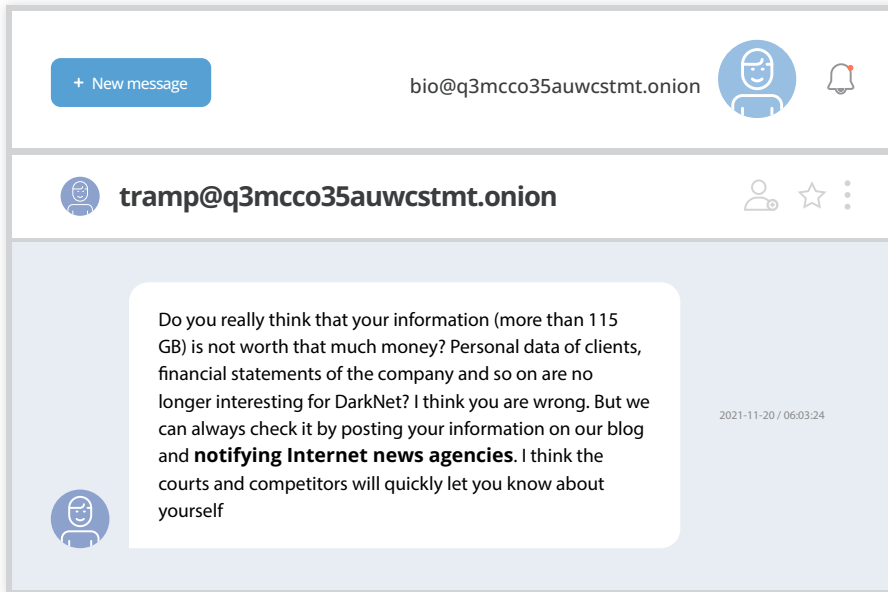 + New message
bio@q3mcco35auwcstmt.onion
tramp@q3mcco35auwcstmt.onion
Do you really think that your information (more than 115
GB) is not worth that much money? Personal data of clients,
financial statements of the company and so on are no
longer interesting for DarkNet? I think you are wrong. But we
can always check it by posting your information on our blog
and notifying Internet news agencies. I think the
courts and competitors will quickly let you know about
yourself
2021-11-20 / 06:03:24